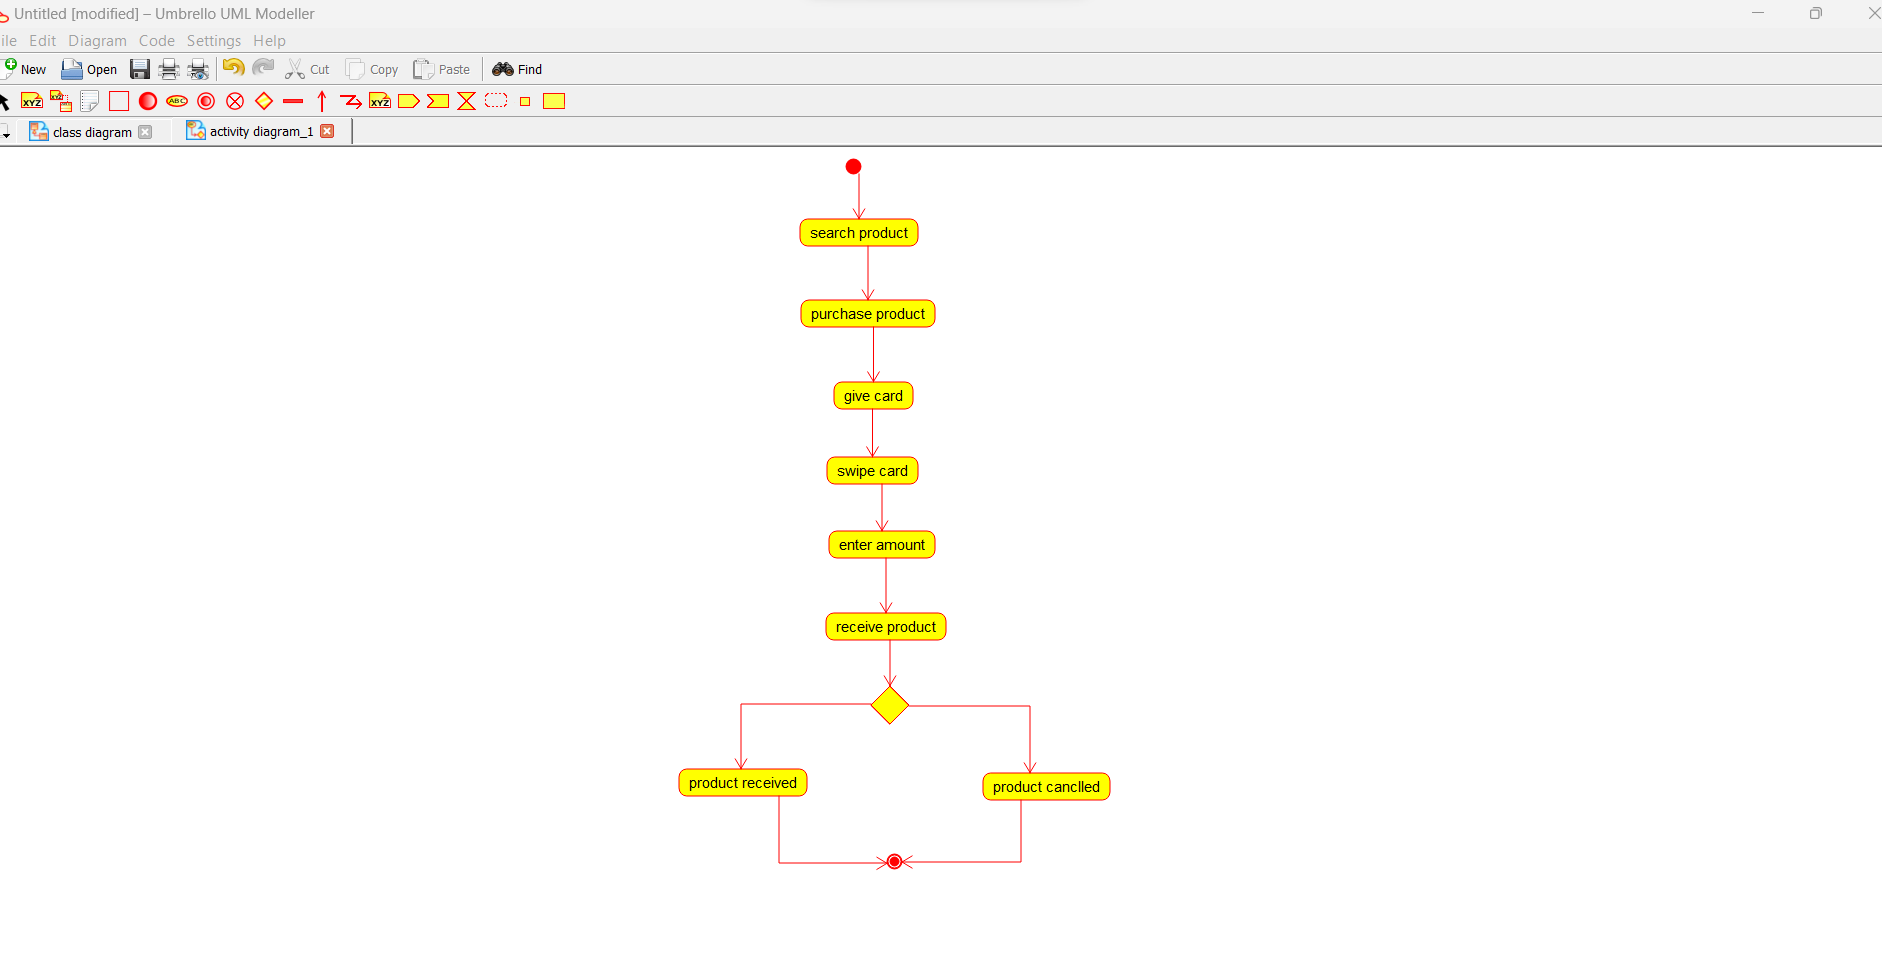 Untitled [modified] – Umbrello UML Modeller
ile Edit Diagram Code Settings Help
New Open Cut Copy Paste Find
XYZ XYZ ABC XYZ
class diagram activity diagram_1
search product
purchase product
give card
swipe card
enter amount
receive product
product received
product canclled